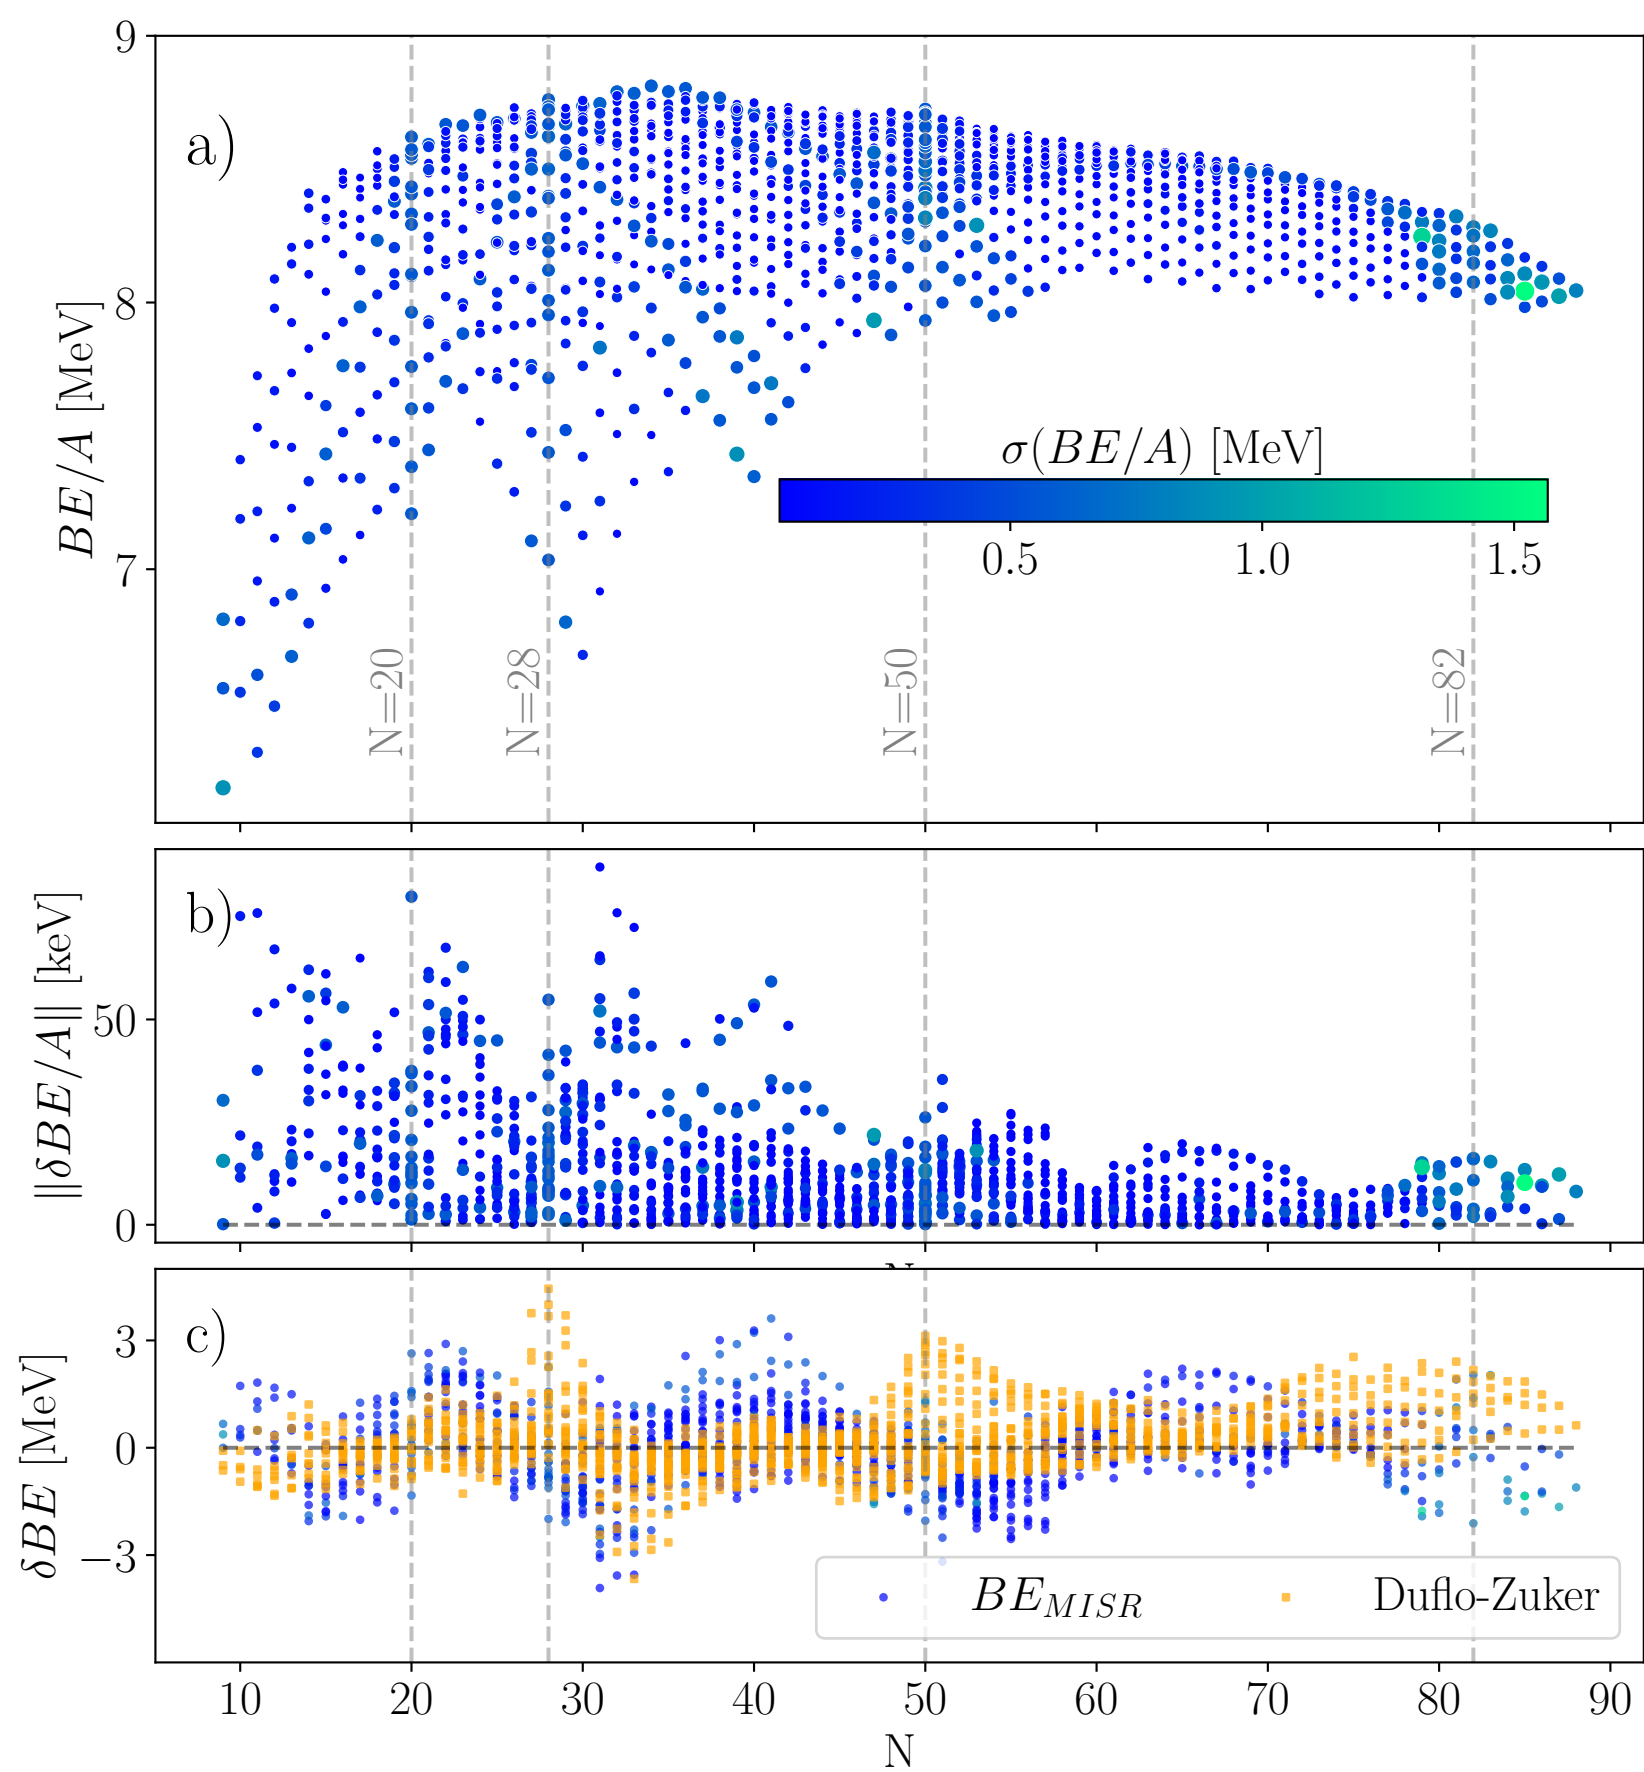 a)
9
8
7
BE/A [MeV]
σ(BE/A) [MeV]
0.5 1.0 1.5
N=20 N=28 N=50 N=82
b)
50
0
||δBE/A|| [keV]
N
c)
3
0
−3
δBE [MeV]
BE_MISR Duflo-Zuker
10 20 30 40 50 60 70 80 90
N